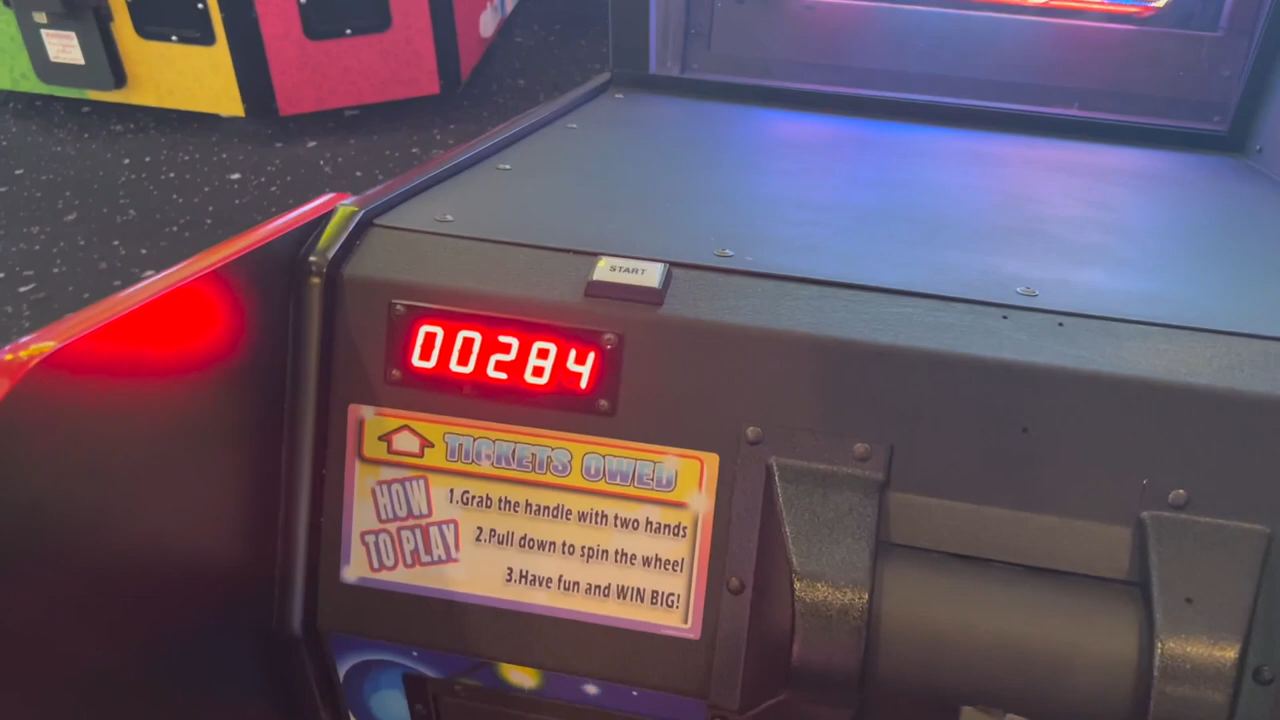 START
00284
TICKETS OWED
HOW
TO PLAY
1.Grab the handle with two hands
2.Pull down to spin the wheel
3.Have fun and WIN BIG!